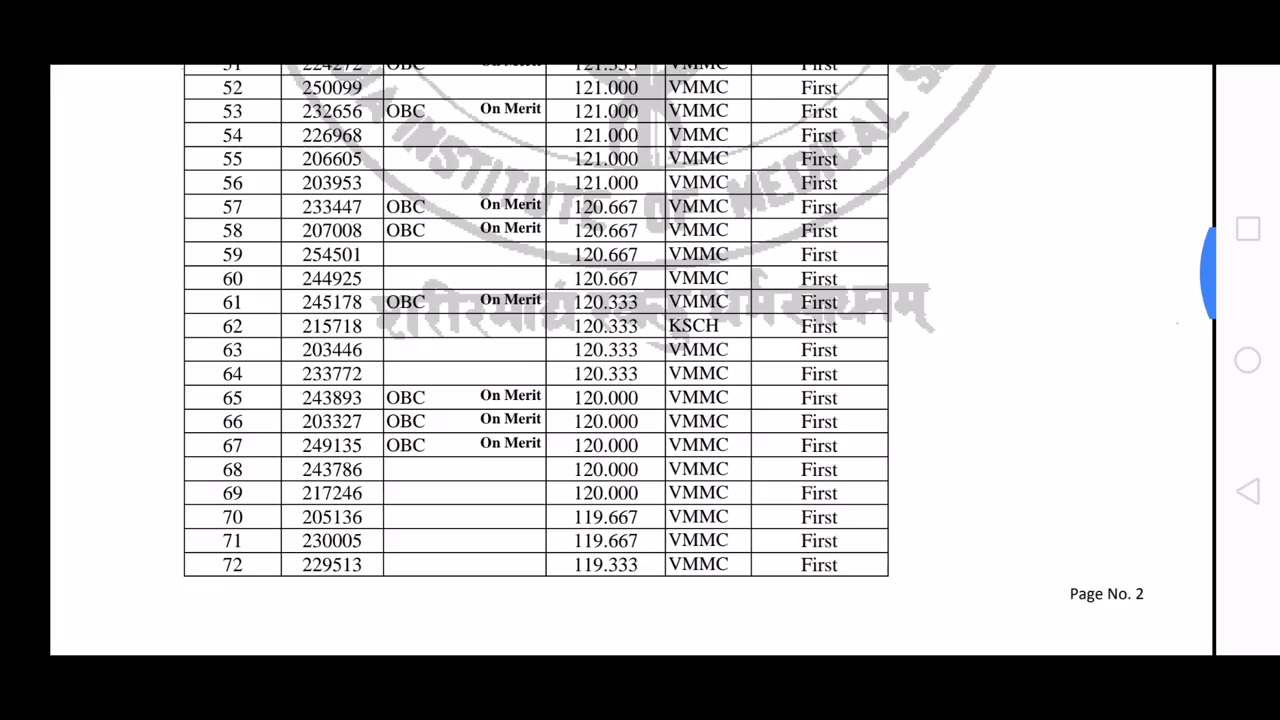 51 224272 OBC On Merit 121.333 VMMC First
52 250099 121.000 VMMC First
53 232656 OBC On Merit 121.000 VMMC First
54 226968 121.000 VMMC First
55 206605 121.000 VMMC First
56 203953 121.000 VMMC First
57 233447 OBC On Merit 120.667 VMMC First
58 207008 OBC On Merit 120.667 VMMC First
59 254501 120.667 VMMC First
60 244925 120.667 VMMC First
61 245178 OBC On Merit 120.333 VMMC First
62 215718 120.333 KSCH First
63 203446 120.333 VMMC First
64 233772 120.333 VMMC First
65 243893 OBC On Merit 120.000 VMMC First
66 203327 OBC On Merit 120.000 VMMC First
67 249135 OBC On Merit 120.000 VMMC First
68 243786 120.000 VMMC First
69 217246 120.000 VMMC First
70 205136 119.667 VMMC First
71 230005 119.667 VMMC First
72 229513 119.333 VMMC First
INSTITUTE OF MEDICAL
Page No. 2